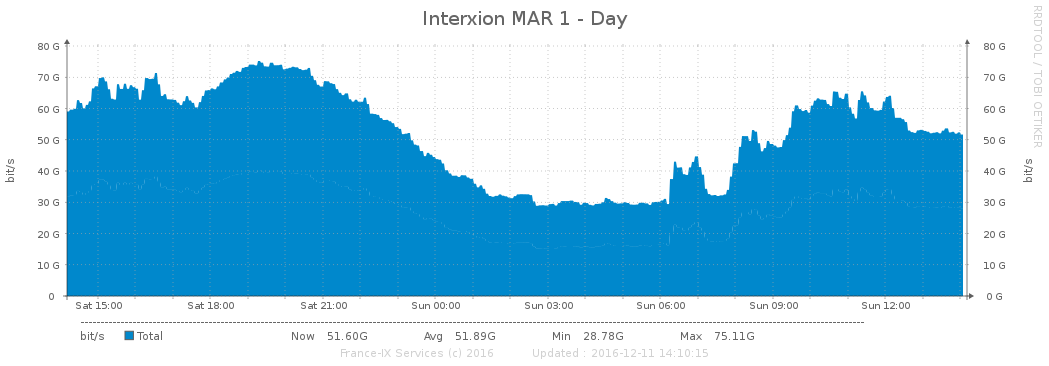 Interxion MAR 1 - Day
RRDTOOL / TOBI OETIKER
80 G 80 G
70 G 70 G
60 G 60 G
50 G 50 G
40 G 40 G
30 G 30 G
20 G 20 G
10 G 10 G
0 0 G
bit/s bit/s
Sat 15:00 Sat 18:00 Sat 21:00 Sun 00:00 Sun 03:00 Sun 06:00 Sun 09:00 Sun 12:00
bit/s Total Now 51.60G Avg 51.89G Min 28.78G Max 75.11G
France-IX Services (c) 2016 Updated : 2016-12-11 14:10:15